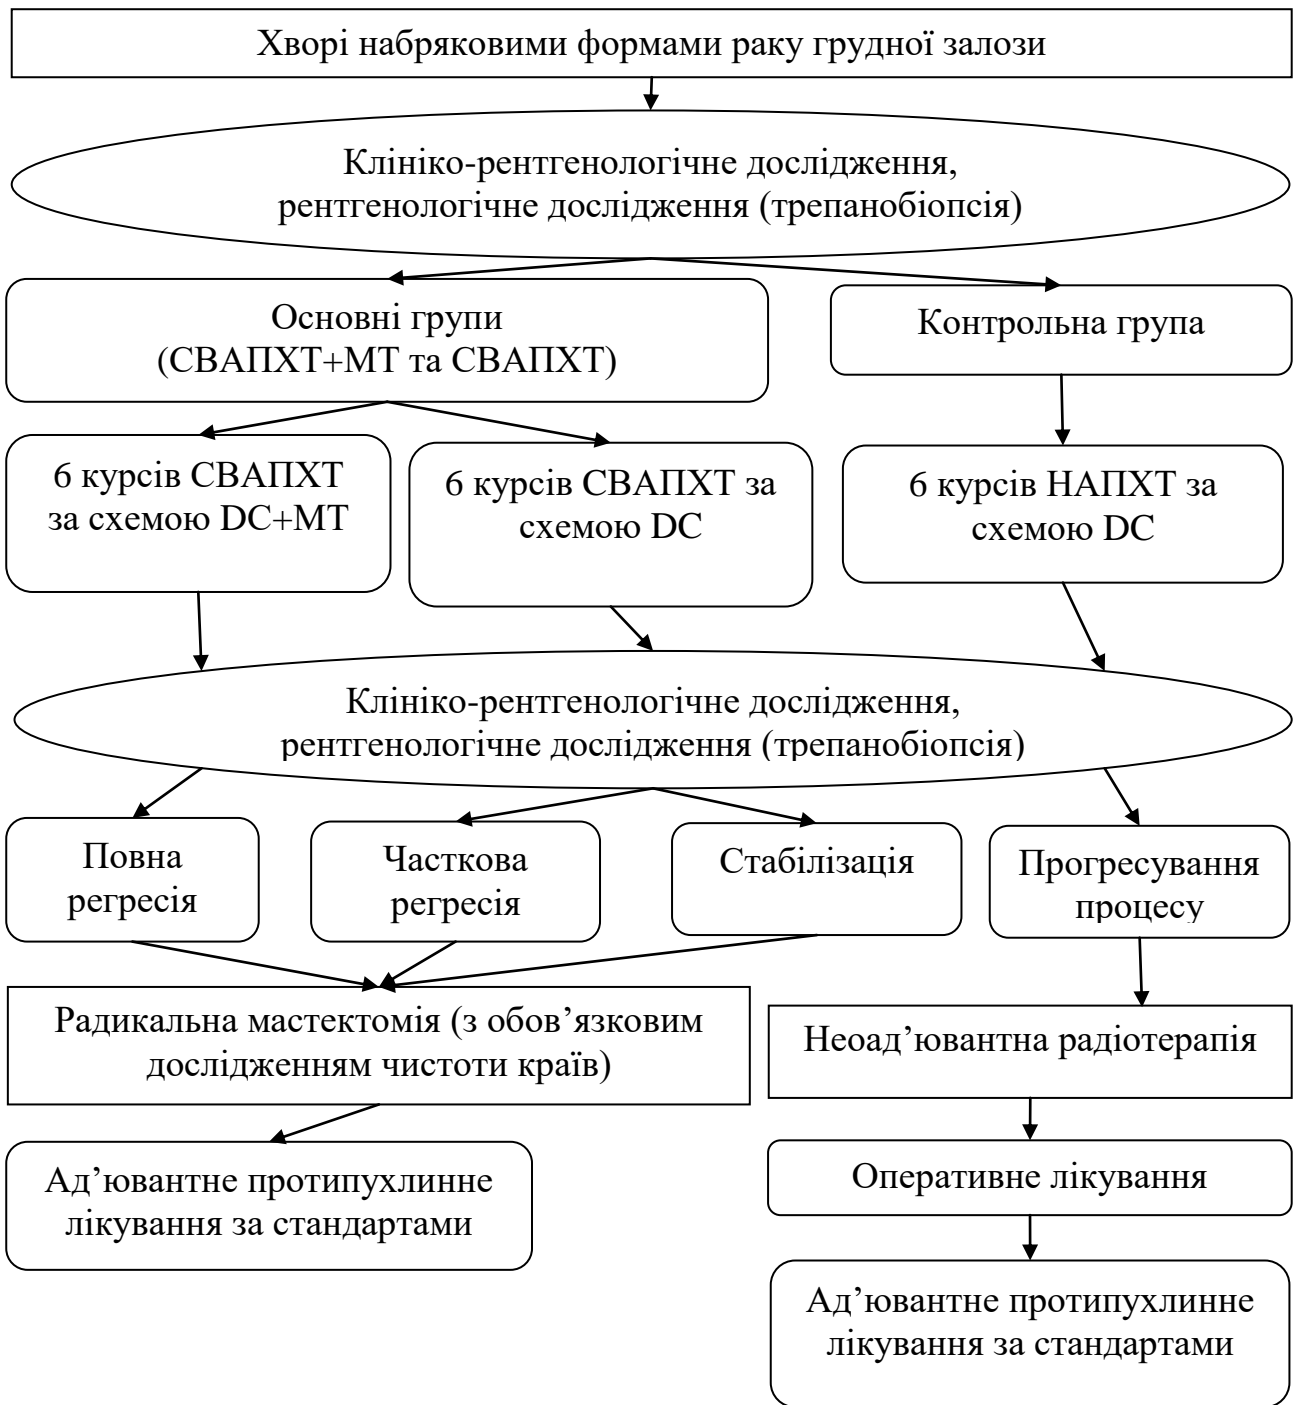 Хворі набряковими формами раку грудної залози
Клініко-рентгенологічне дослідження,
рентгенологічне дослідження (трепанобіопсія)
Основні групи
(СВАПХТ+МТ та СВАПХТ)
Контрольна група
6 курсів СВАПХТ
за схемою DC+МТ
6 курсів СВАПХТ за
схемою DC
6 курсів НАПХТ за
схемою DC
Клініко-рентгенологічне дослідження,
рентгенологічне дослідження (трепанобіопсія)
Повна
регресія
Часткова
регресія
Стабілізація
Прогресування
процесу
Радикальна мастектомія (з обов’язковим
дослідженням чистоти країв)
Неоад’ювантна радіотерапія
Ад’ювантне протипухлинне
лікування за стандартами
Оперативне лікування
Ад’ювантне протипухлинне
лікування за стандартами